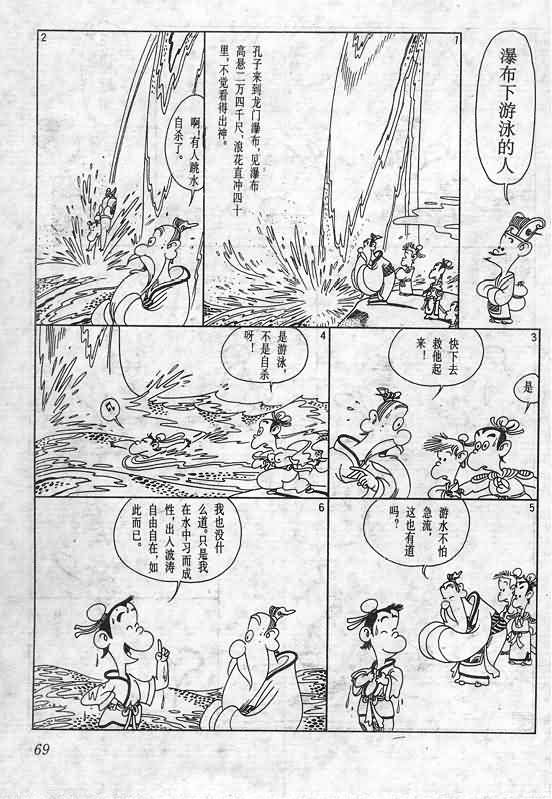 瀑布下游泳的人
1
孔子来到龙门瀑布,见瀑布
高悬二万四千尺,浪花直冲四十
里,不觉看得出神。
2
啊!有人跳水
自杀了。
3
快下去
救他起
来!
是
4
是游泳
不是自杀
呀!
5
游水不怕
急流,
这也有道
吗?
6
我也没什
么道。只是我
在水中习而成
性,出入波涛
自由自在,如
此而已。
69